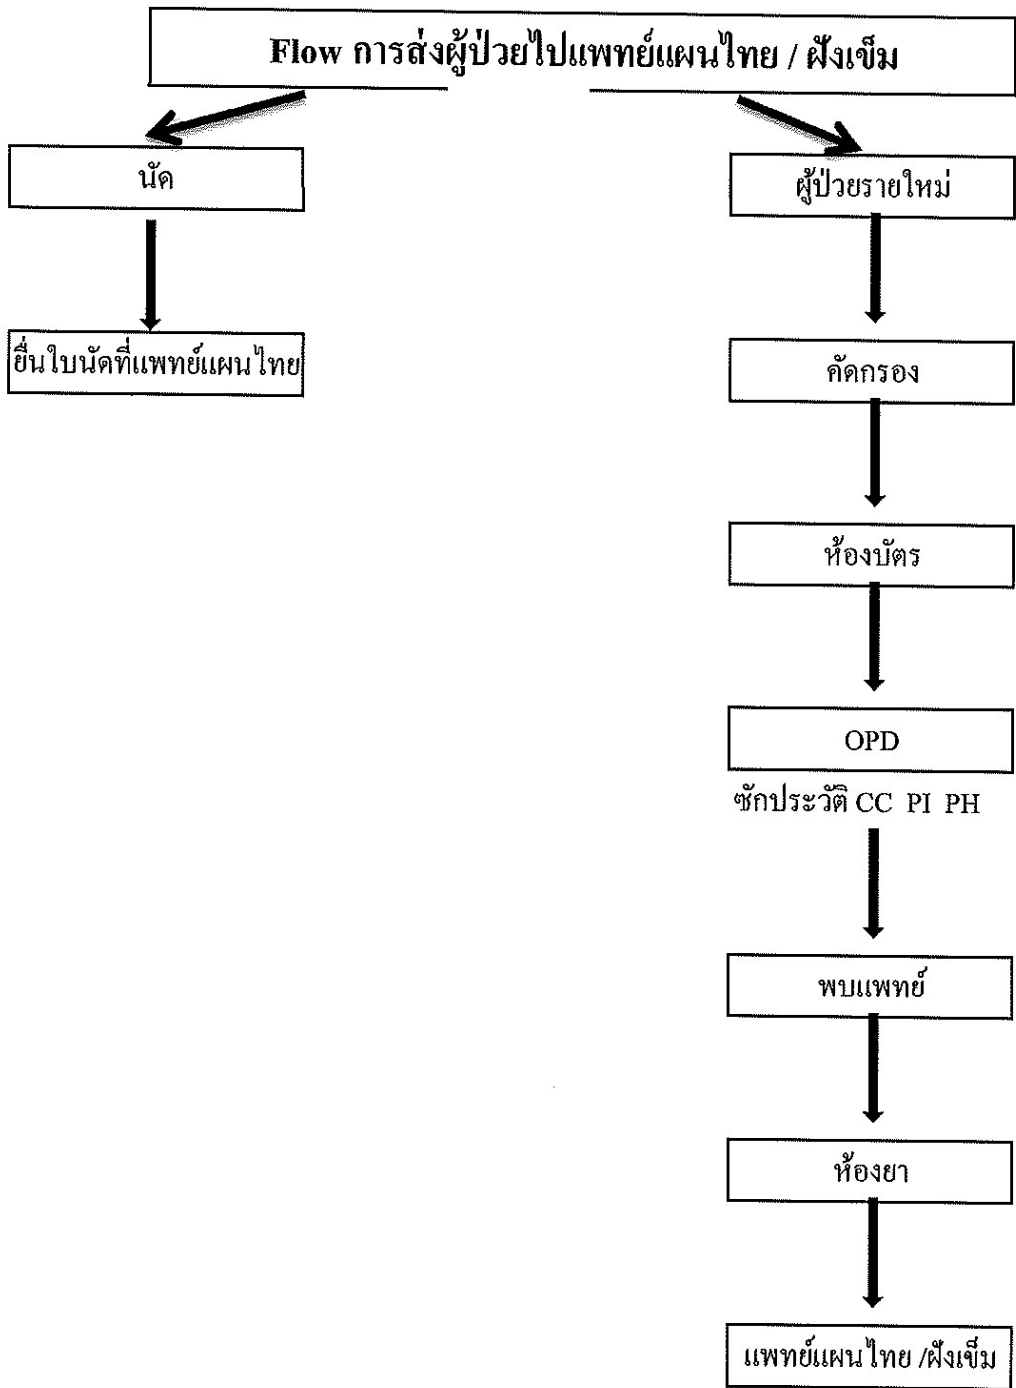 Flow การส่งผู้ป่วยไปแพทย์แผนไทย / ฝังเข็ม
นัด
ยื่นใบนัดที่แพทย์แผนไทย
ผู้ป่วยรายใหม่
คัดกรอง
ห้องบัตร
OPD
ซักประวัติ CC PI PH
พบแพทย์
ห้องยา
แพทย์แผนไทย /ฝังเข็ม